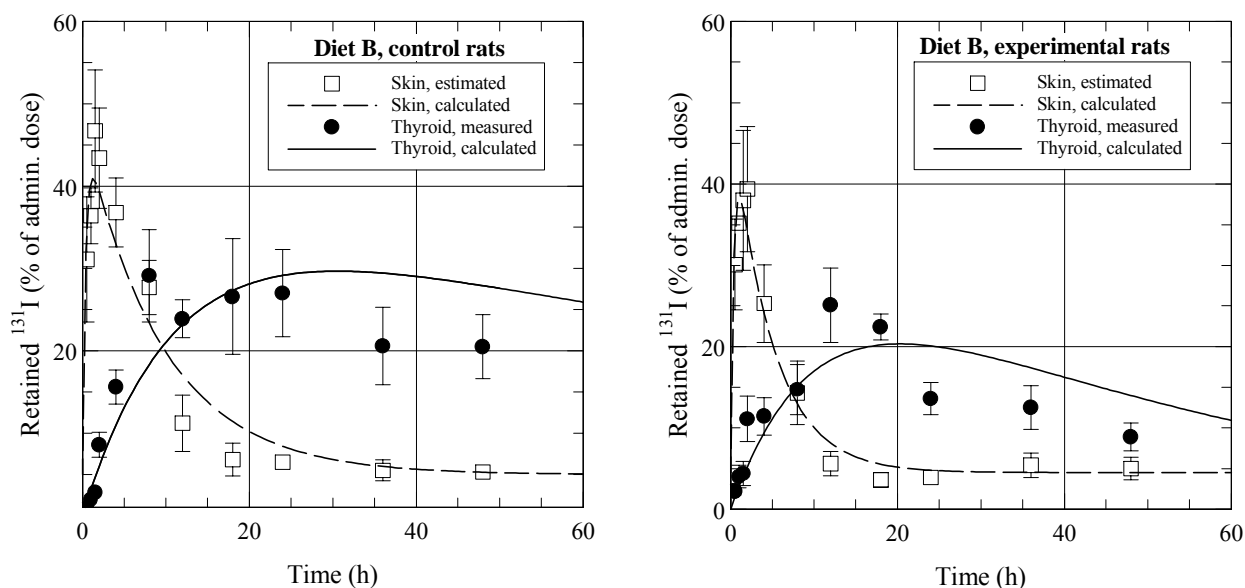 Diet B, control rats
Skin, estimated
Skin, calculated
Thyroid, measured
Thyroid, calculated
Retained ¹³¹I (% of admin. dose)
60
40
20
0
0
20
40
60
Time (h)
Diet B, experimental rats
Skin, estimated
Skin, calculated
Thyroid, measured
Thyroid, calculated
Retained ¹³¹I (% of admin. dose)
60
40
20
0
0
20
40
60
Time (h)